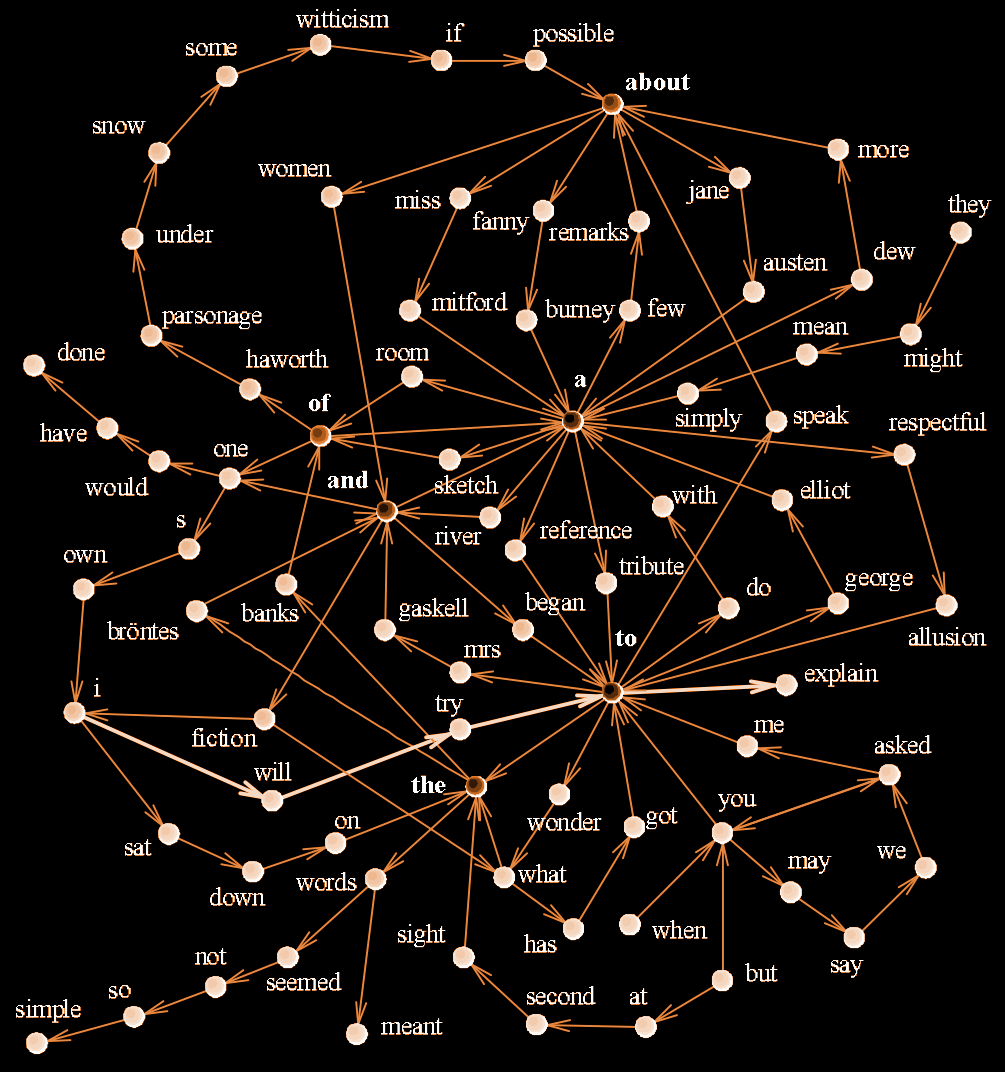 witticism
if
possible
some
about
snow
women
more
miss
jane
fanny
remarks
they
under
austen
dew
mitford
burney
few
parsonage
mean
might
done
haworth
room
a
simply
speak
respectful
of
have
one
would
and
sketch
with
elliot
s
river
reference
own
tribute
banks
gaskell
began
do
george
bröntes
to
allusion
mrs
explain
i
try
fiction
me
asked
will
the
you
on
wonder
got
sat
words
what
may
we
down
has
when
say
sight
not
seemed
but
so
second
at
simple
meant